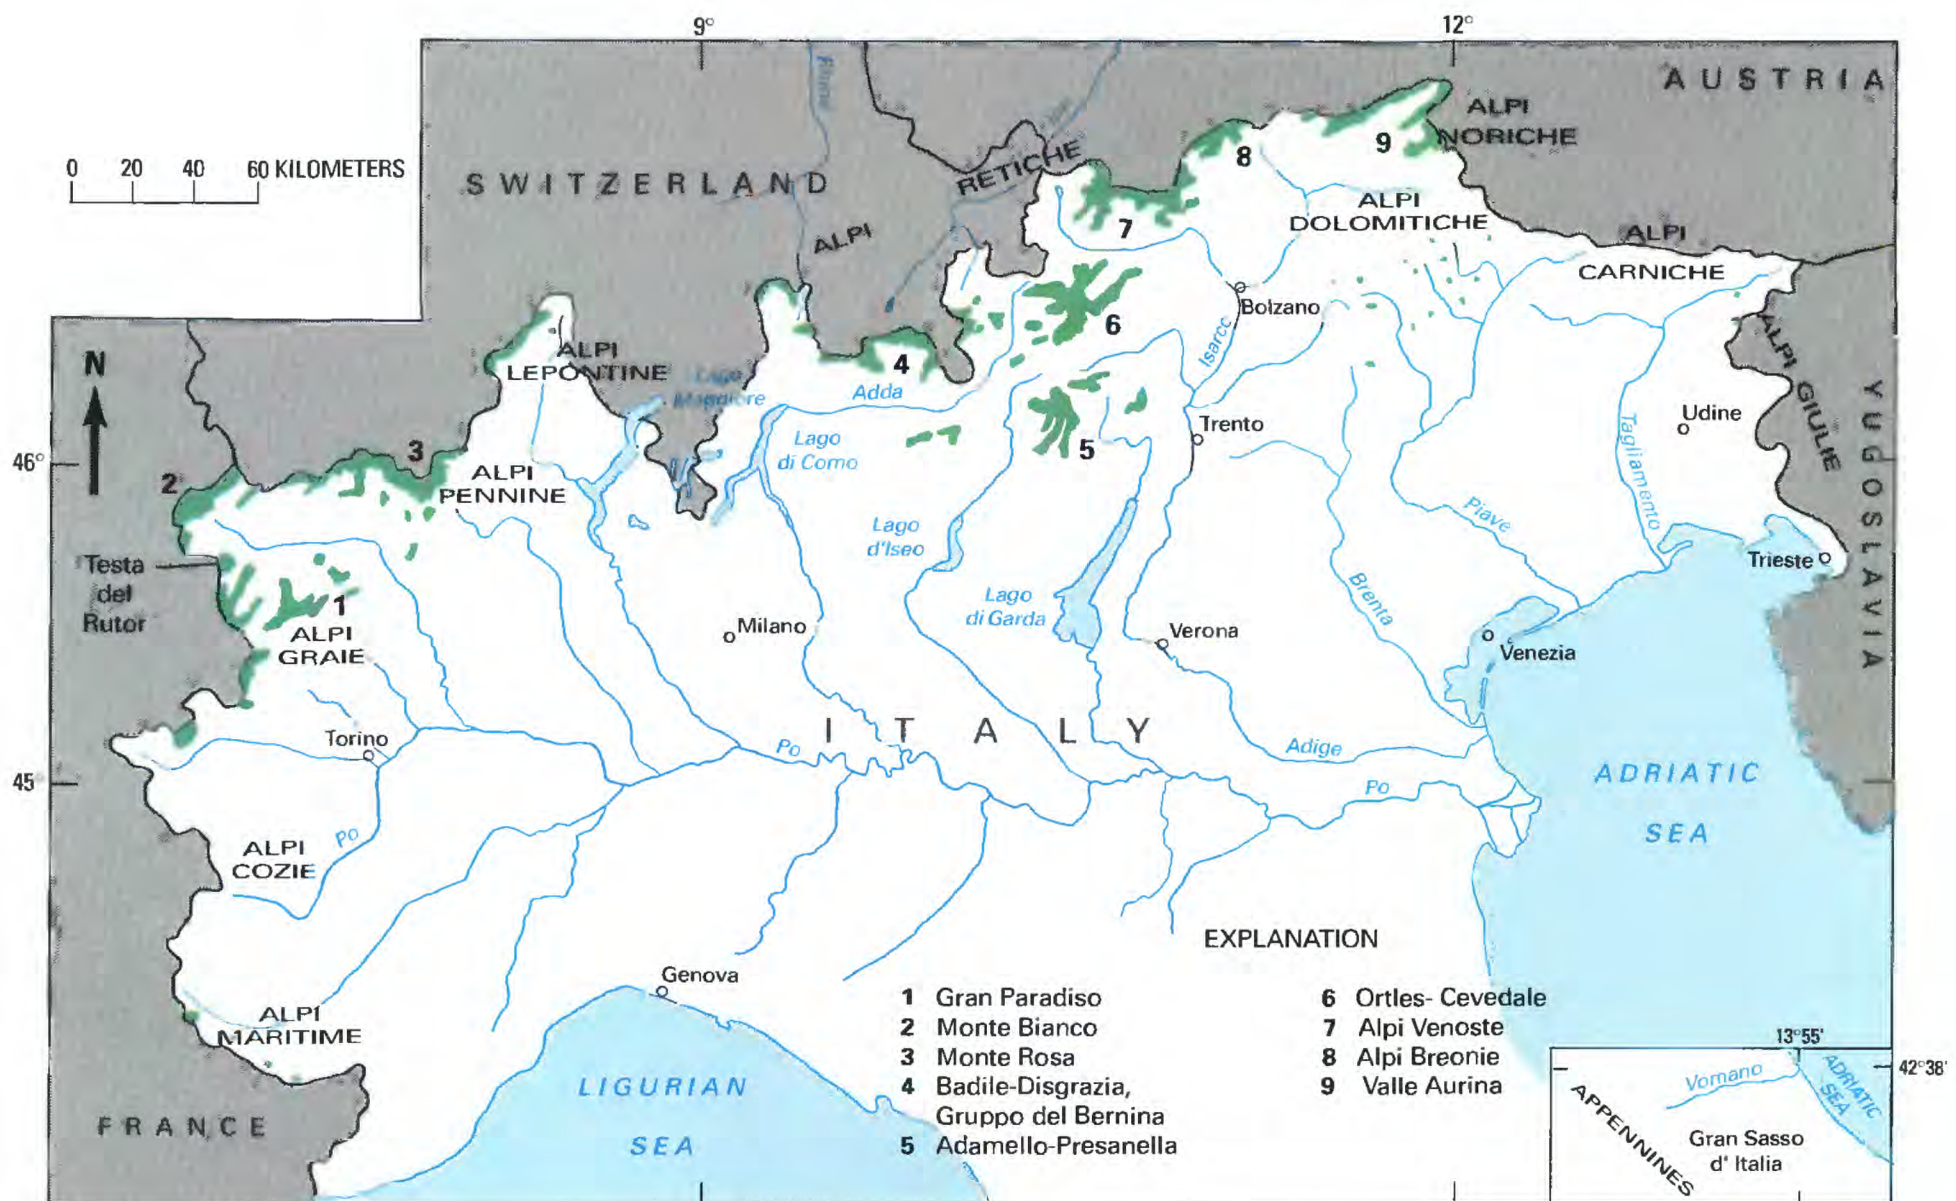 9°
12°
AUSTRIA
ALPI
NORICHE
0 20 40 60 KILOMETERS
SWITZERLAND
Rhine
RETICHE
ALPI
8
9
7
ALPI
DOLOMITICHE
ALPI
CARNICHE
Bolzano
6
Isarco
ALPI
LEPONTINE
Lago
Maggiore
4
Adda
N
ALPI GIULIE
YUGOSLAVIA
Udine
Trento
Tagliamento
5
Lago
di Como
46°
3
2
ALPI
PENNINE
Piave
Lago
d'Iseo
Trieste
Testa
del
Rutor
1
ALPI
GRAIE
Lago
di Garda
Brenta
Milano
Verona
Venezia
ITALY
Torino
Po
Adige
Po
45°
ADRIATIC
SEA
Po
ALPI
COZIE
Genova
ALPI
MARITIME
FRANCE
LIGURIAN
SEA
EXPLANATION
1 Gran Paradiso
2 Monte Bianco
3 Monte Rosa
4 Badile-Disgrazia,
Gruppo del Bernina
5 Adamello-Presanella
6 Ortles- Cevedale
7 Alpi Venoste
8 Alpi Breonie
9 Valle Aurina
13°55'
42°38'
Vomano
ADRIATIC
SEA
APPENNINES
Gran Sasso
d' Italia